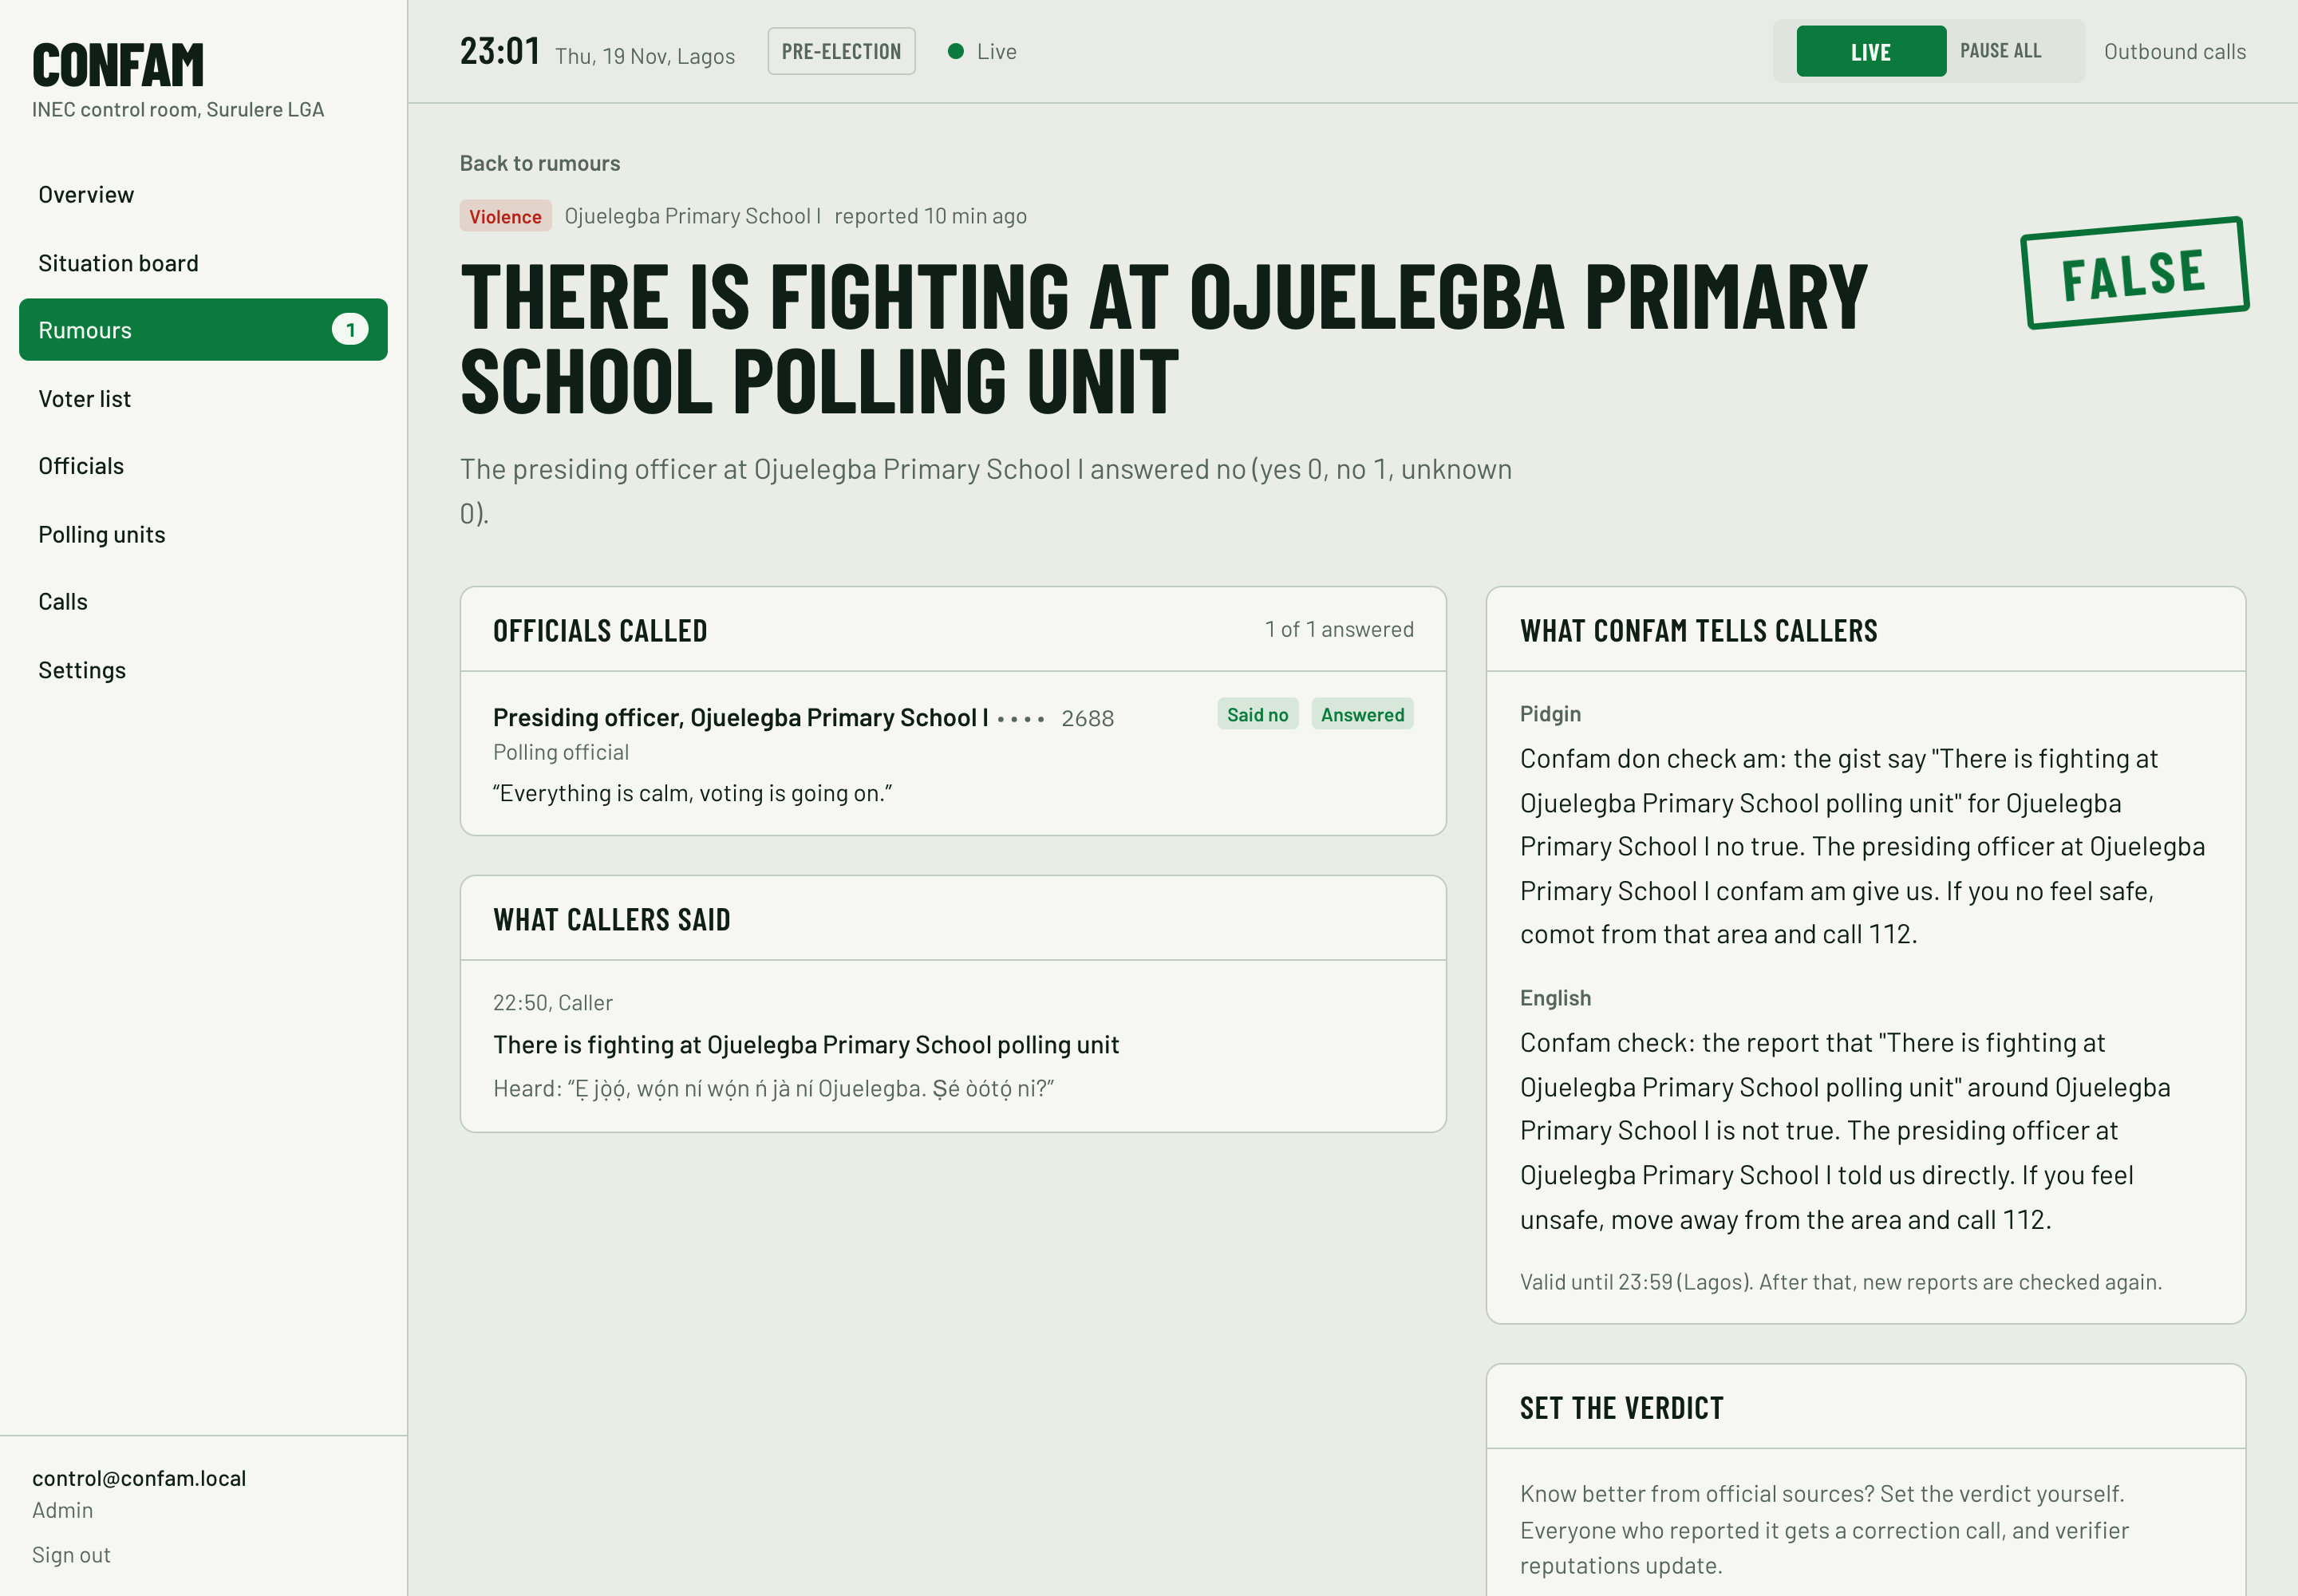 CONFAM
INEC control room, Surulere LGA
Overview
Situation board
Rumours 1
Voter list
Officials
Polling units
Calls
Settings
control@confam.local
Admin
Sign out
23:01 Thu, 19 Nov, Lagos PRE-ELECTION Live
LIVE PAUSE ALL Outbound calls
Back to rumours
Violence Ojuelegba Primary School I reported 10 min ago
THERE IS FIGHTING AT OJUELEGBA PRIMARY
SCHOOL POLLING UNIT
FALSE
The presiding officer at Ojuelegba Primary School I answered no (yes 0, no 1, unknown
0).
OFFICIALS CALLED 1 of 1 answered
Presiding officer, Ojuelegba Primary School I •••• 2688 Said no Answered
Polling official
“Everything is calm, voting is going on.”
WHAT CALLERS SAID
22:50, Caller
There is fighting at Ojuelegba Primary School polling unit
Heard: “Ẹ jọ̀ọ́, wọ́n ní wọ́n ń jà ní Ojuelegba. Ṣé òótọ́ ni?”
WHAT CONFAM TELLS CALLERS
Pidgin
Confam don check am: the gist say "There is fighting at
Ojuelegba Primary School polling unit" for Ojuelegba
Primary School I no true. The presiding officer at Ojuelegba
Primary School I confam am give us. If you no feel safe,
comot from that area and call 112.
English
Confam check: the report that "There is fighting at
Ojuelegba Primary School polling unit" around Ojuelegba
Primary School I is not true. The presiding officer at
Ojuelegba Primary School I told us directly. If you feel
unsafe, move away from the area and call 112.
Valid until 23:59 (Lagos). After that, new reports are checked again.
SET THE VERDICT
Know better from official sources? Set the verdict yourself.
Everyone who reported it gets a correction call, and verifier
reputations update.